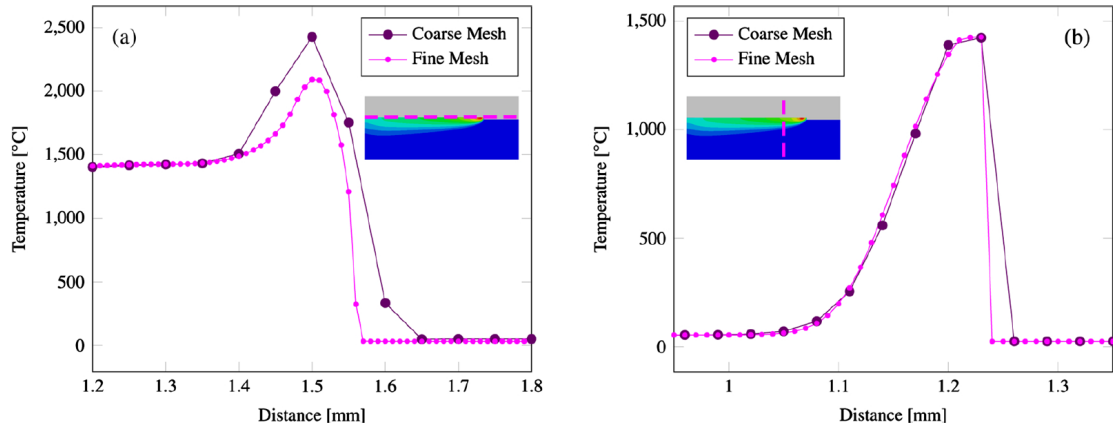 (a)
Coarse Mesh
Fine Mesh
2,500
2,000
1,500
1,000
500
0
Temperature [°C]
1.2 1.3 1.4 1.5 1.6 1.7 1.8
Distance [mm]
(b)
Coarse Mesh
Fine Mesh
1,500
1,000
500
0
Temperature [°C]
1 1.1 1.2 1.3
Distance [mm]